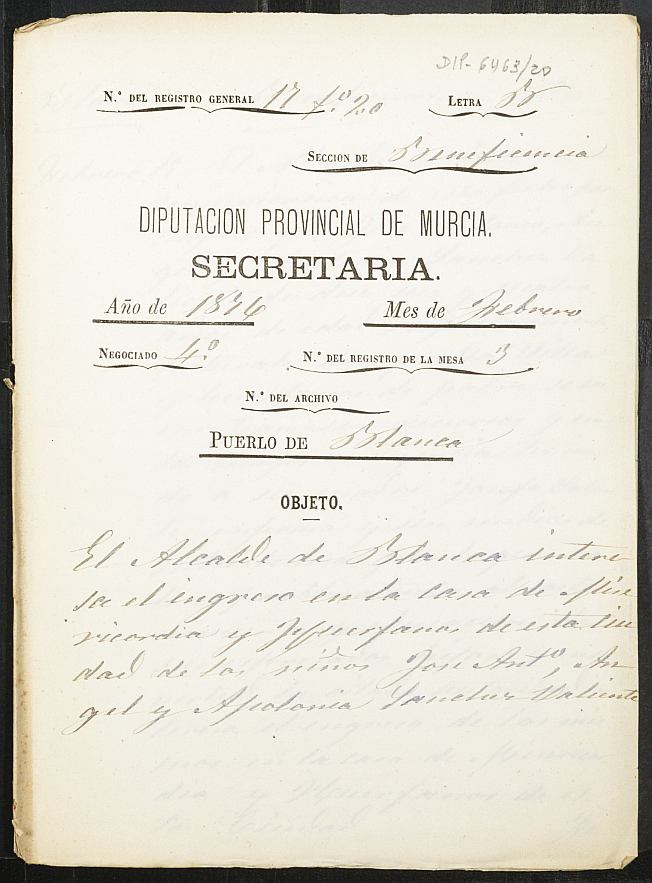 DIP-6463/20
N.º DEL REGISTRO GENERAL 17 fº. 20 LETRA B
SECCION DE Beneficencia
DIPUTACION PROVINCIAL DE MURCIA.
SECRETARIA.
Año de 1876 Mes de Febrero
NEGOCIADO 4.º N.º DEL REGISTRO DE LA MESA 3
N.º DEL ARCHIVO
PUERLO DE Blanca
OBJETO.
El Alcalde de Blanca intere
sa el ingreso en la casa de Mise
ricordia y Huerfanos de esta Ciu
dad de los niños José Antº, An
gel y Apolonia Sanchez Valiente